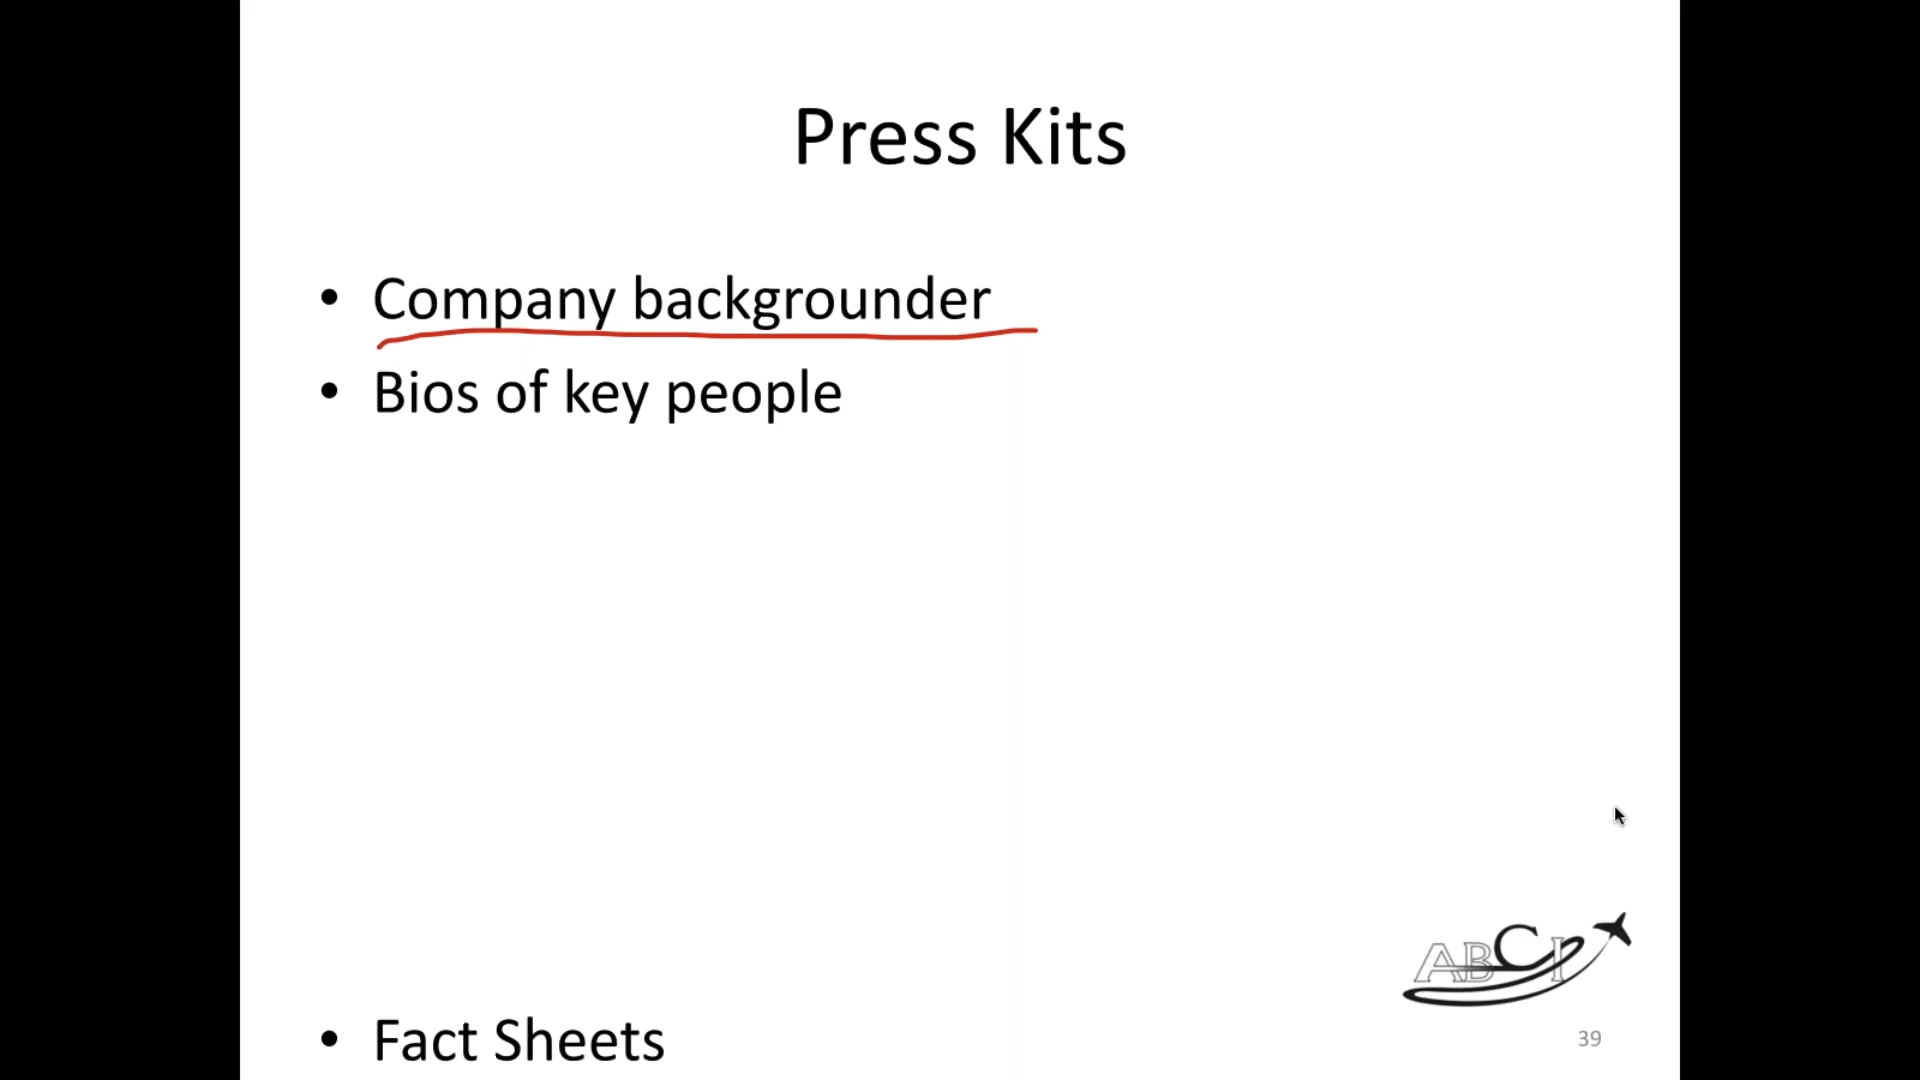 Press Kits
• Company backgrounder
• Bios of key people
ABCI
• Fact Sheets
39